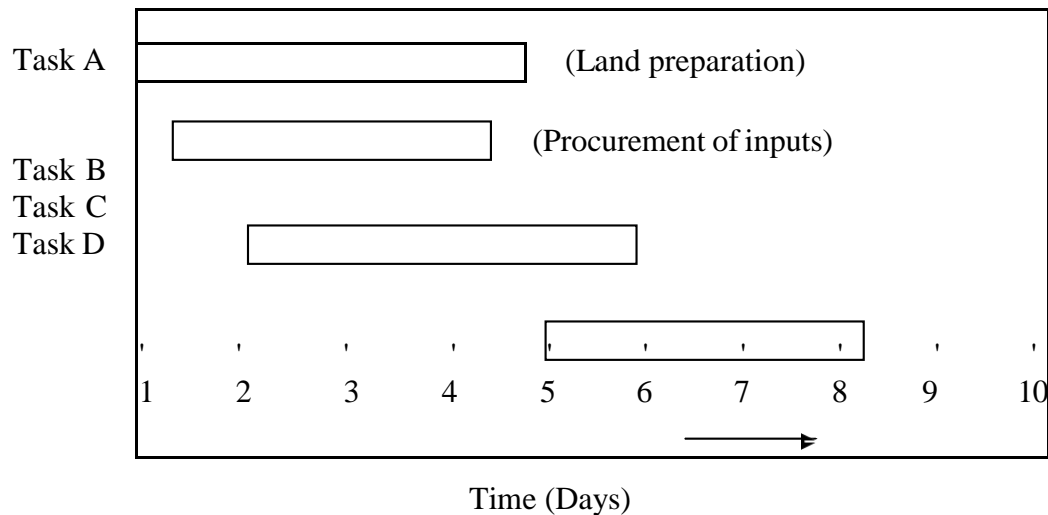 Task A (Land preparation)
(Procurement of inputs)
Task B
Task C
Task D
1 2 3 4 5 6 7 8 9 10
Time (Days)